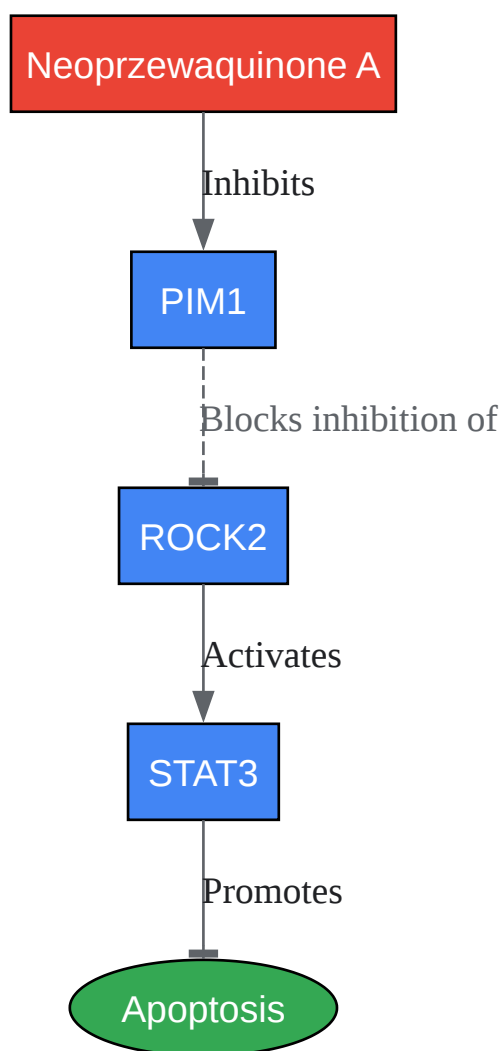 Neoprzewaquinone A
Inhibits
PIM1
Blocks inhibition of
ROCK2
Activates
STAT3
Promotes
Apoptosis